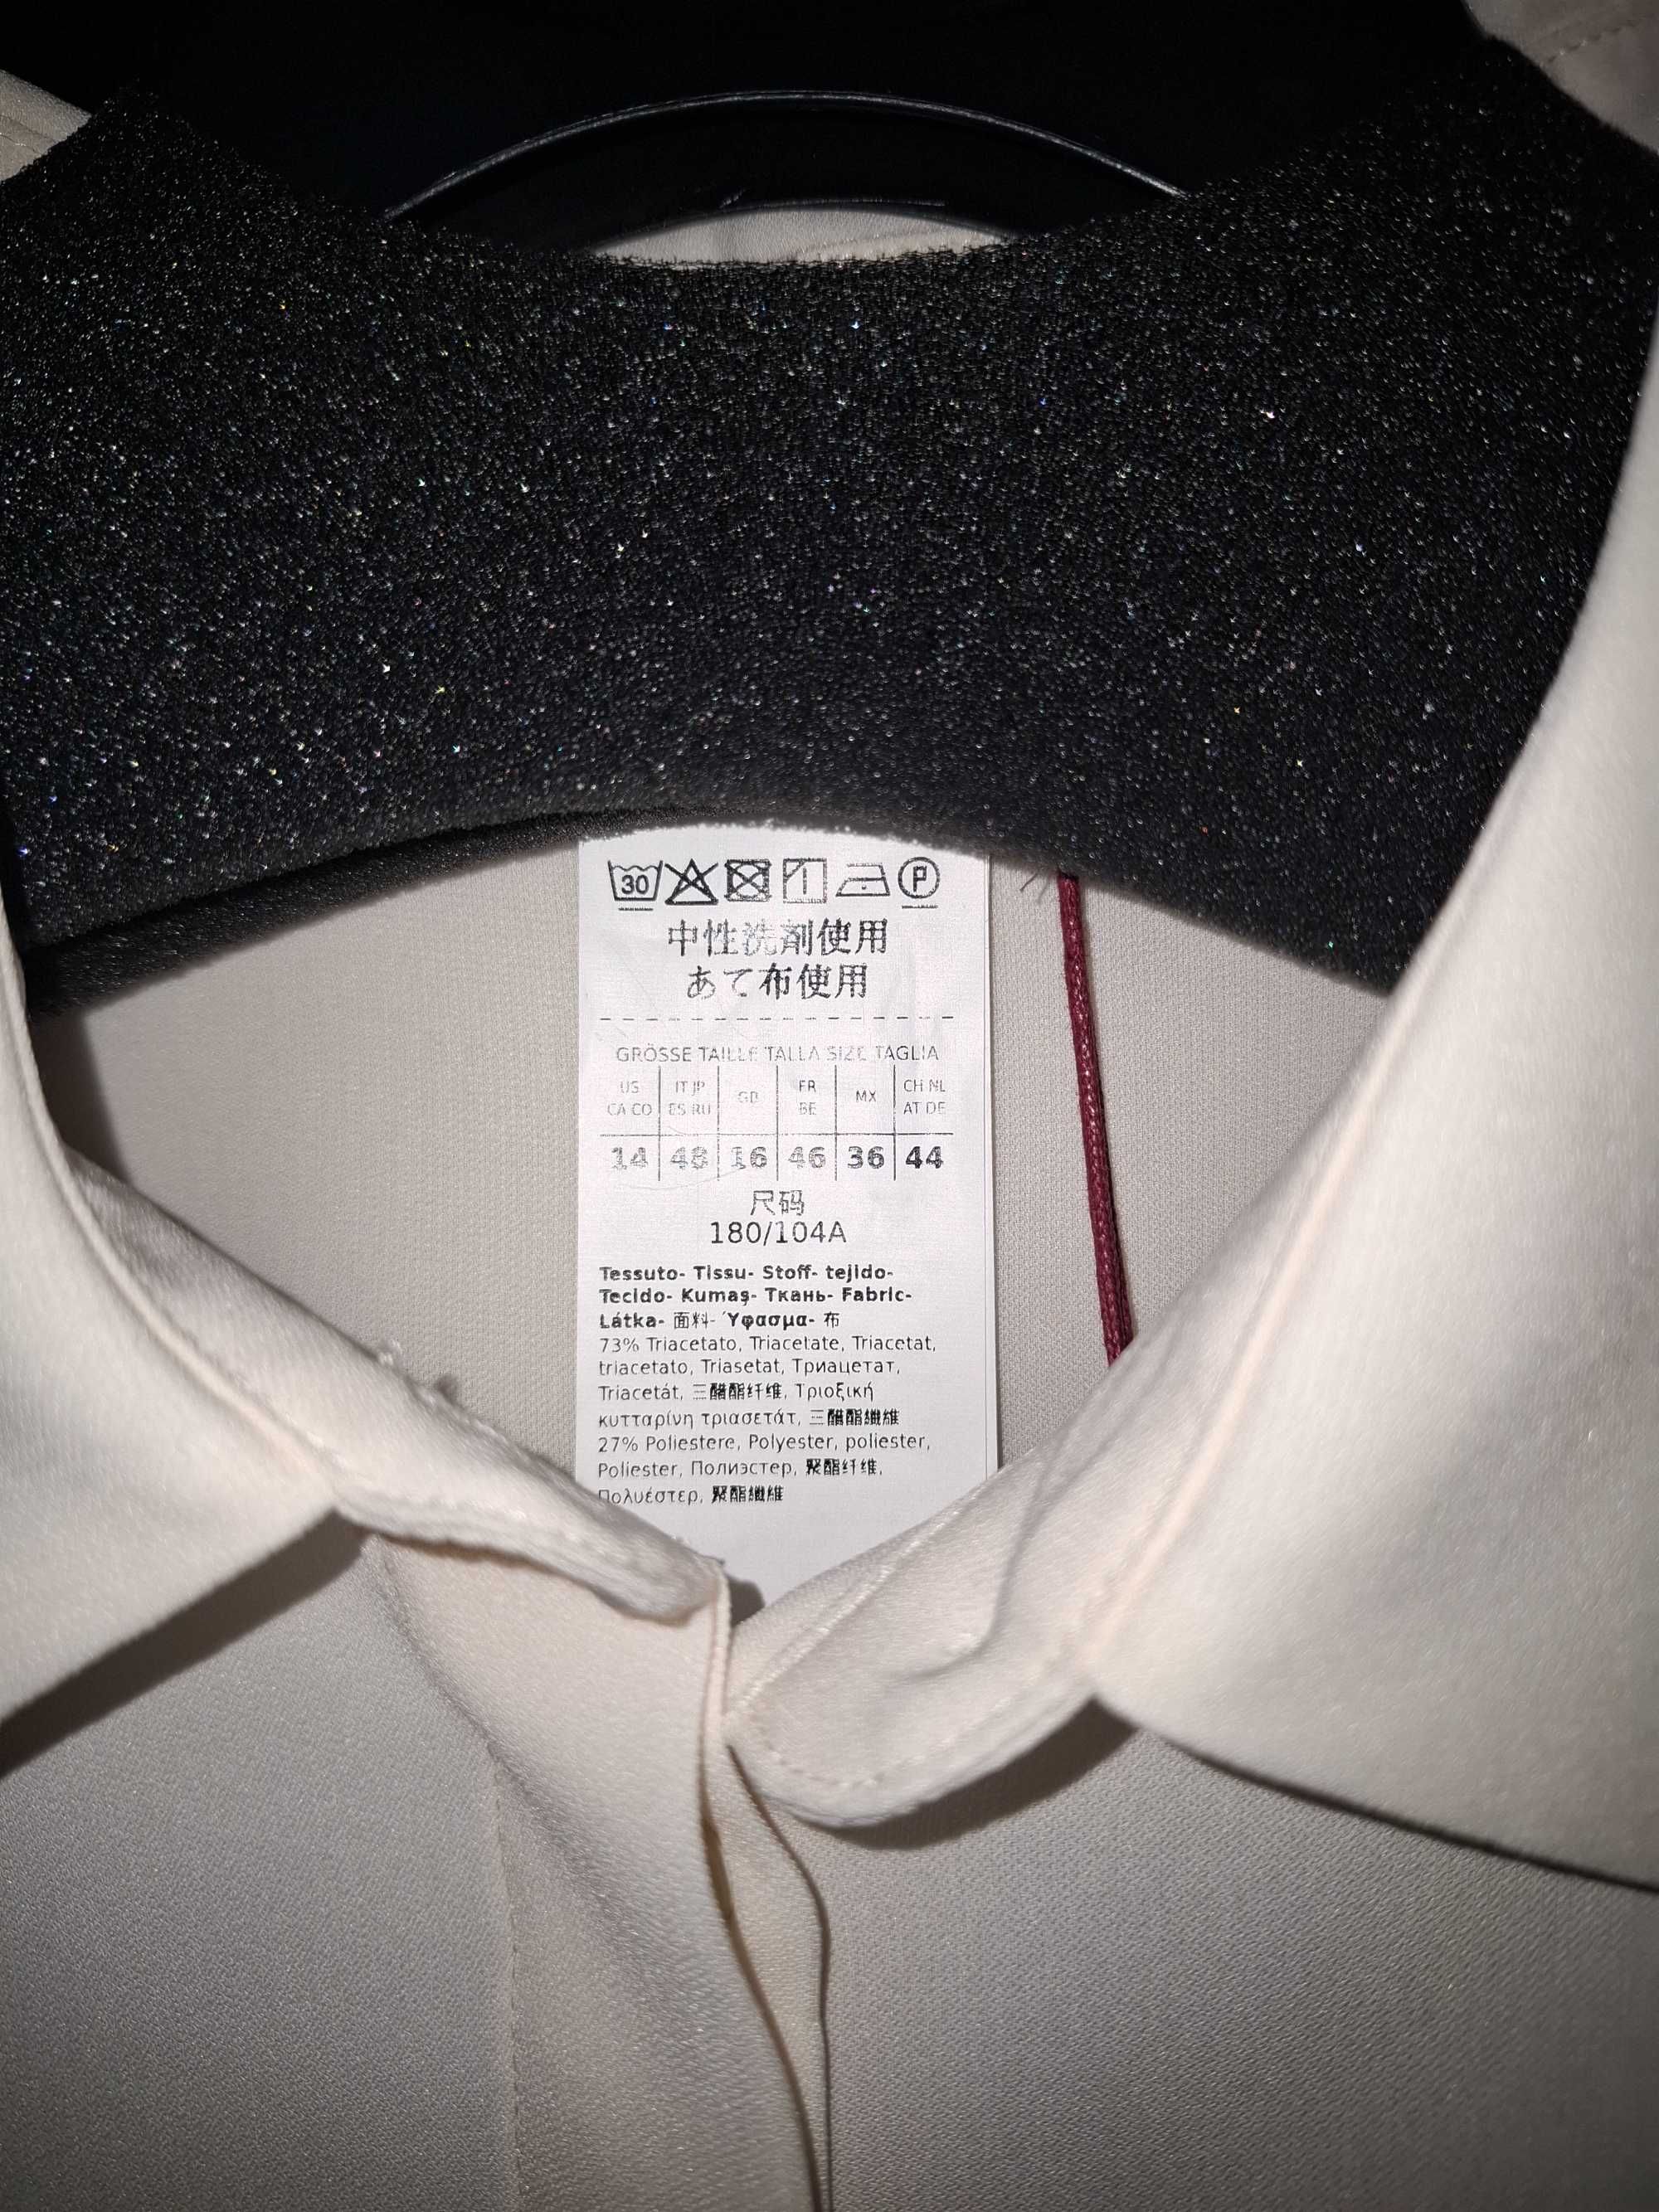 30 P
中性洗剤使用
あて布使用
GRÖSSE TAILLE TALLA SIZE TAGLIA
US IT JP GB FR MX CH NL
CA CO ES RU BE AT DE
14 48 16 46 36 44
尺码
180/104A
Tessuto- Tissu- Stoff- tejido-
Tecido- Kumaş- Ткань- Fabric-
Látka- 面料- Ύφασμα- 布
73% Triacetato, Triacetate, Triacetat,
triacetato, Triasetat, Триацетат,
Triacetát, 三醋酯纤维, Τριοξική
κυτταρίνη τριασετάτ, 三醋酯纖維
27% Poliestere, Polyester, poliester,
Poliester, Полиэстер, 聚酯纤维,
Πολυέστερ, 聚酯纖維